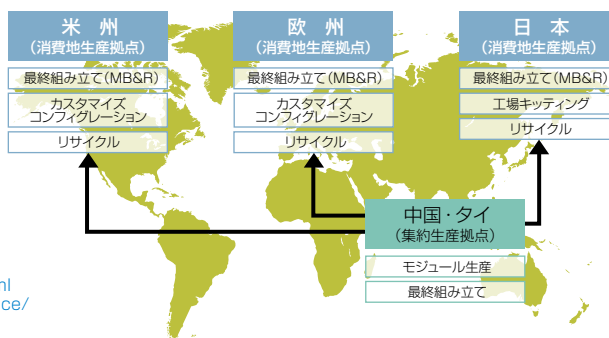 米州
(消費地生産拠点)
最終組み立て(MB&R)
カスタマイズ
コンフィグレーション
リサイクル
欧州
(消費地生産拠点)
最終組み立て(MB&R)
カスタマイズ
コンフィグレーション
リサイクル
日本
(消費地生産拠点)
最終組み立て(MB&R)
工場キッティング
リサイクル
中国・タイ
(集約生産拠点)
モジュール生産
最終組み立て
nl
ce/